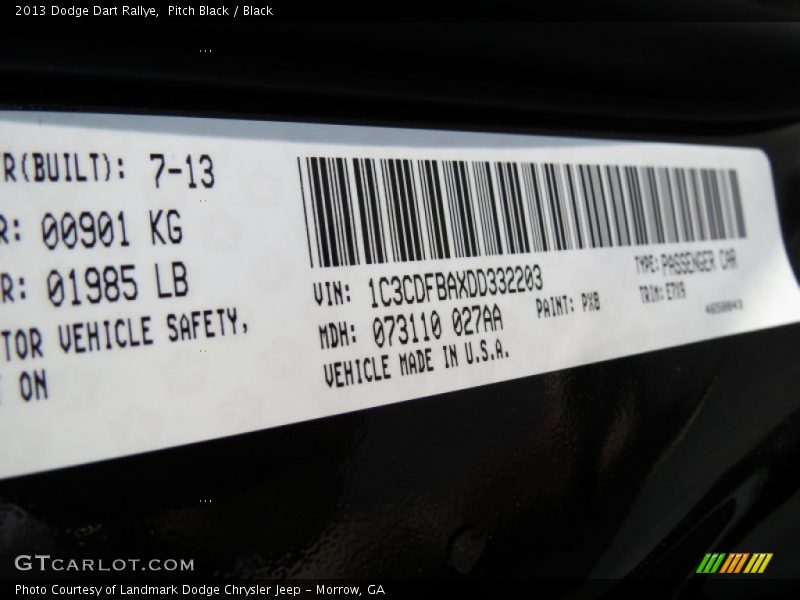 2013 Dodge Dart Rallye, Pitch Black / Black
R(BUILT): 7-13
R: 00901 KG
R: 01985 LB
TOR VEHICLE SAFETY,
ON
VIN: 1C3CDFBAXDD332203
TYPE: PASSENGER CAR
MDH: 073110 027AA
PAINT: PXB
TRIM: E7X9
VEHICLE MADE IN U.S.A.
GTCARLOT.COM
Photo Courtesy of Landmark Dodge Chrysler Jeep - Morrow, GA